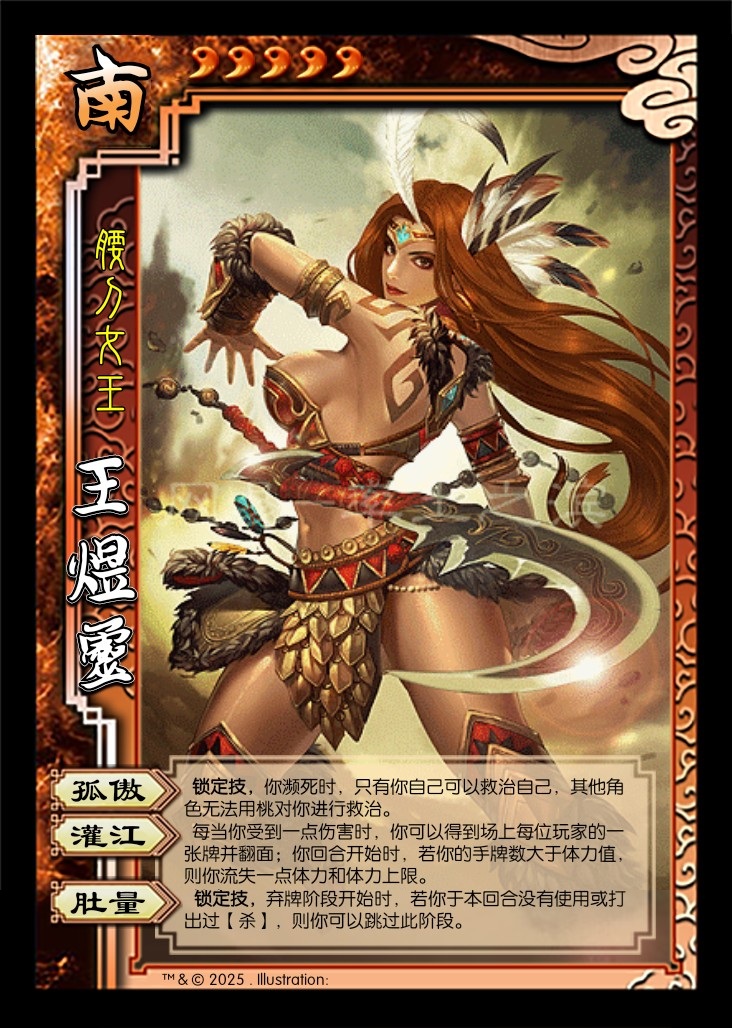 南
腰力女王
王煜靈
孤傲
锁定技，你濒死时，只有你自己可以救治自己，其他角
色无法用桃对你进行救治。
灌江
每当你受到一点伤害时，你可以得到场上每位玩家的一
张牌并翻面；你回合开始时，若你的手牌数大于体力值，
则你流失一点体力和体力上限。
肚量
锁定技，弃牌阶段开始时，若你于本回合没有使用或打
出过【杀】，则你可以跳过此阶段。
™ & © 2025 . Illustration: